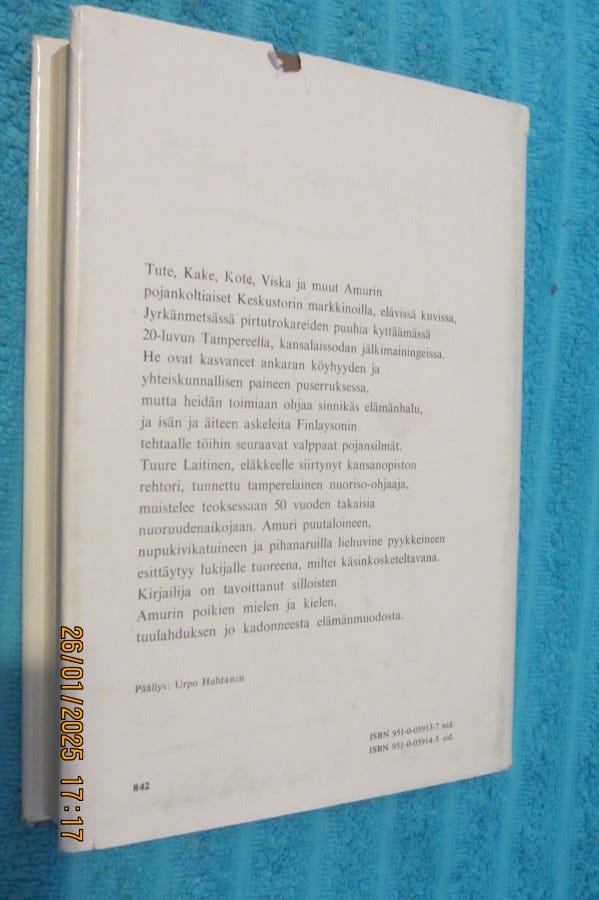 Tute, Kake, Kote, Viska ja muut Amurin
pojankoltiaiset Keskustorin markkinoilla, elävissä kuvissa,
Jyrkänmetsässä pirtutrokareiden puuhia kyttäämässä
20-luvun Tampereella, kansalaissodan jälkimainingeissa.
He ovat kasvaneet ankaran köyhyyden ja
yhteiskunnallisen paineen puserruksessa,
mutta heidän toimiaan ohjaa sinnikäs elämänhalu,
ja isän ja äiteen askeleita Finlaysonin
tehtaalle töihin seuraavat valppaat pojansilmät.
Tuure Laitinen, eläkkeelle siirtynyt kansanopiston
rehtori, tunnettu tamperelainen nuoriso-ohjaaja,
muistelee teoksessaan 50 vuoden takaisia
nuoruudenaikojaan. Amuri puutaloineen,
nupukivikatuineen ja pihanaruilla liehuvine pyykkeineen
esittäytyy lukijalle tuoreena, miltei käsinkosketeltavana.
Kirjailija on tavoittanut silloisten
Amurin poikien mielen ja kielen,
tuulahduksen jo kadonneesta elämänmuodosta.
Päällys: Urpo Huhtanen
ISBN 951-0-05913-7 nid.
ISBN 951-0-05914-5 sid.
842
26/01/2025 17:17